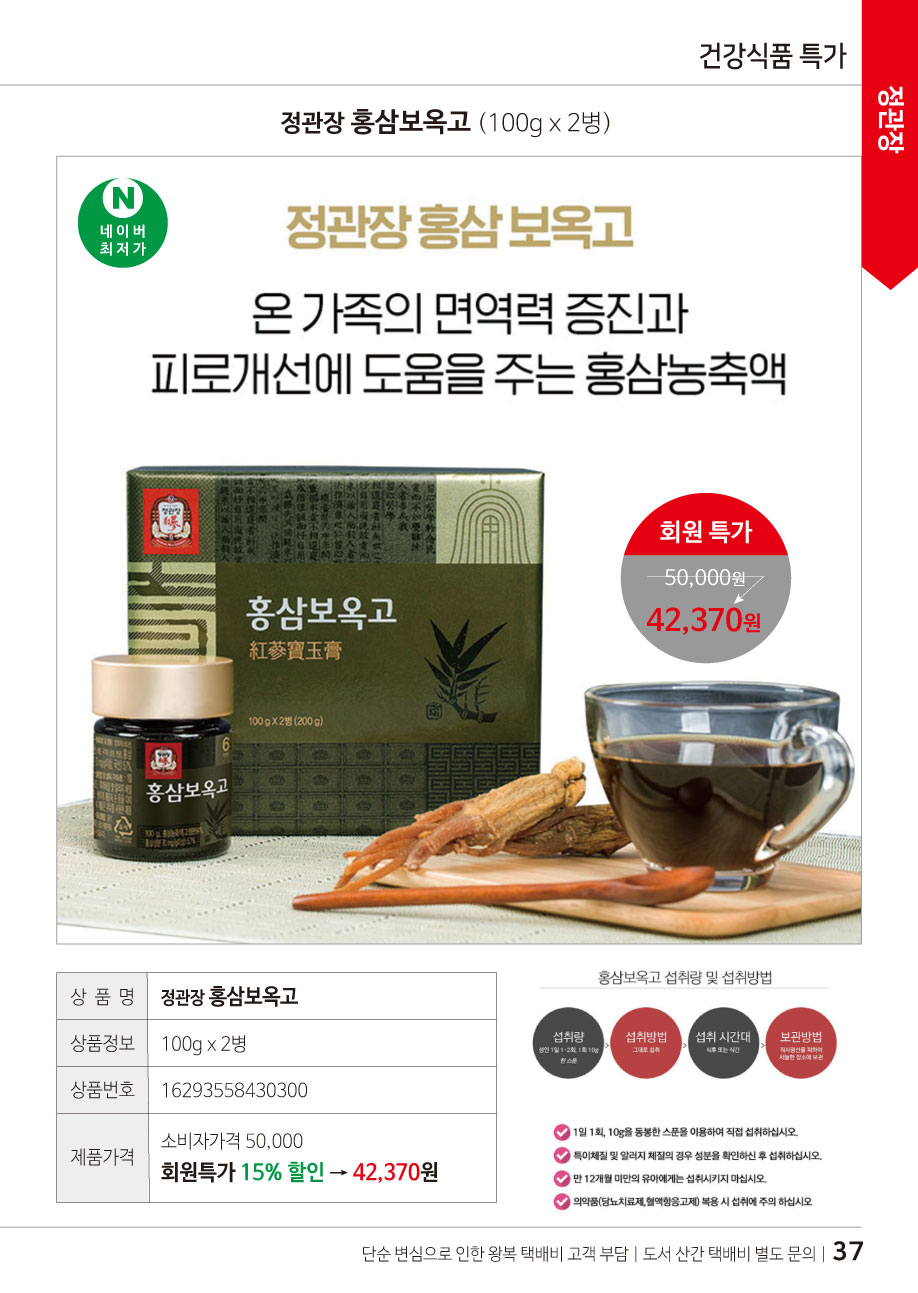 건강식품 특가
정관장
정관장 홍삼보옥고 (100g x 2병)
N
네이버
최저가
정관장 홍삼 보옥고
온 가족의 면역력 증진과
피로개선에 도움을 주는 홍삼농축액
정관장
홍삼보옥고
紅蔘寶玉膏
100 g X 2병 (200 g)
회원 특가
50,000원
42,370원
6
정관장
홍삼보옥고
상 품 명
정관장 홍삼보옥고
상품정보
100g x 2병
상품번호
16293558430300
제품가격
소비자가격 50,000
회원특가 15% 할인 → 42,370원
홍삼보옥고 섭취량 및 섭취방법
섭취량
성인 1일 1~2회, 1회 10g
한 스푼
섭취방법
그대로 섭취
섭취 시간대
식후 또는 식간
보관방법
직사광선을 피하여
서늘한 장소에 보관
1일 1회, 10g을 동봉한 스푼을 이용하여 직접 섭취하십시오.
특이체질 및 알러지 체질의 경우 성분을 확인하신 후 섭취하십시오.
만 12개월 미만의 유아에게는 섭취시키지 마십시오.
의약품(당뇨치료제,혈액항응고제) 복용 시 섭취에 주의 하십시오
단순 변심으로 인한 왕복 택배비 고객 부담 | 도서 산간 택배비 별도 문의 | 37